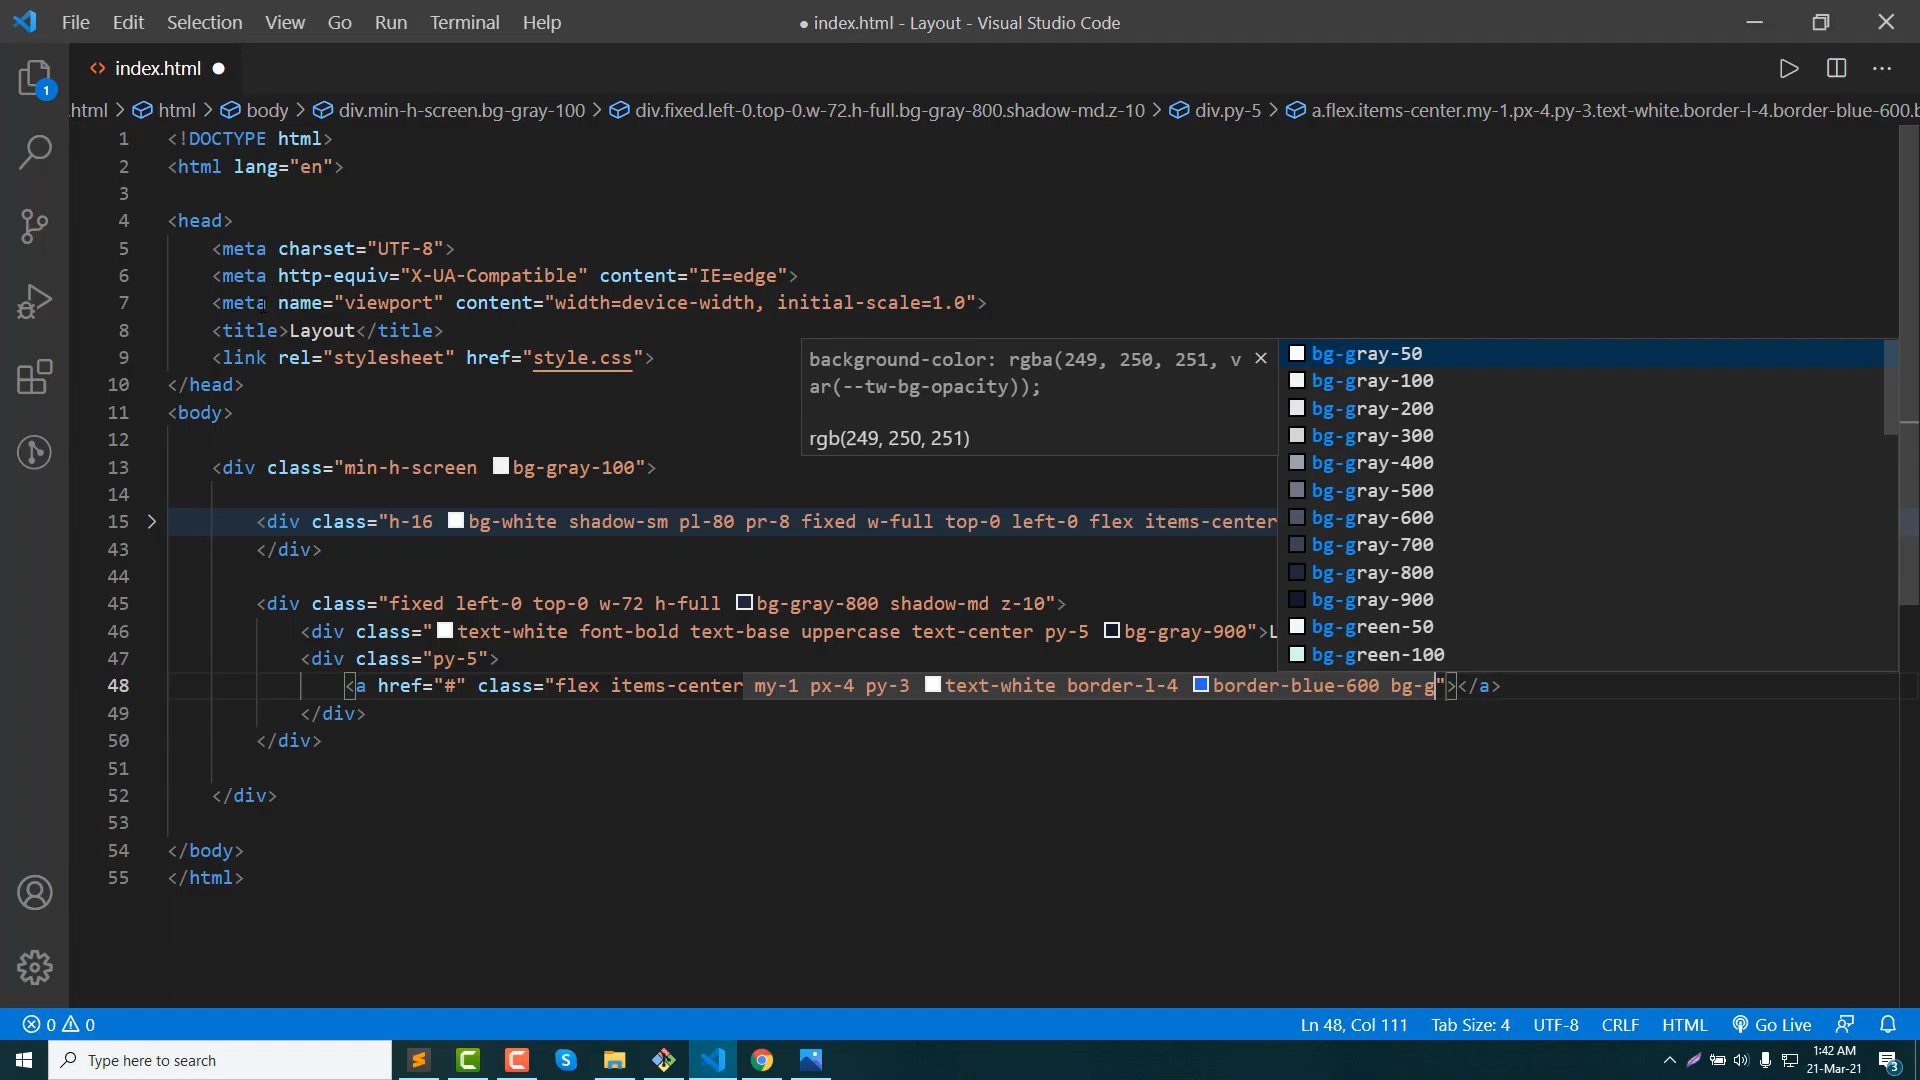 File Edit Selection View Go Run Terminal Help
● index.html - Layout - Visual Studio Code
index.html ●
.html > html > body > div.min-h-screen.bg-gray-100 > div.fixed.left-0.top-0.w-72.h-full.bg-gray-800.shadow-md.z-10 > div.py-5 > a.flex.items-center.my-1.px-4.py-3.text-white.border-l-4.border-blue-600.b
1 <!DOCTYPE html>
2 <html lang="en">
3
4 <head>
5 <meta charset="UTF-8">
6 <meta http-equiv="X-UA-Compatible" content="IE=edge">
7 <meta name="viewport" content="width=device-width, initial-scale=1.0">
8 <title>Layout</title>
9 <link rel="stylesheet" href="style.css">
10 </head>
11 <body>
12
13 <div class="min-h-screen bg-gray-100">
14
15 <div class="h-16 bg-white shadow-sm pl-80 pr-8 fixed w-full top-0 left-0 flex items-center
43 </div>
44
45 <div class="fixed left-0 top-0 w-72 h-full bg-gray-800 shadow-md z-10">
46 <div class="text-white font-bold text-base uppercase text-center py-5 bg-gray-900">L
47 <div class="py-5">
48 <a href="#" class="flex items-center my-1 px-4 py-3 text-white border-l-4 border-blue-600 bg-g"></a>
49 </div>
50 </div>
51
52 </div>
53
54 </body>
55 </html>
background-color: rgba(249, 250, 251, v
ar(--tw-bg-opacity));
rgb(249, 250, 251)
bg-gray-50
bg-gray-100
bg-gray-200
bg-gray-300
bg-gray-400
bg-gray-500
bg-gray-600
bg-gray-700
bg-gray-800
bg-gray-900
bg-green-50
bg-green-100
1
0 0
Ln 48, Col 111 Tab Size: 4 UTF-8 CRLF HTML Go Live
Type here to search
1:42 AM
21-Mar-21
3